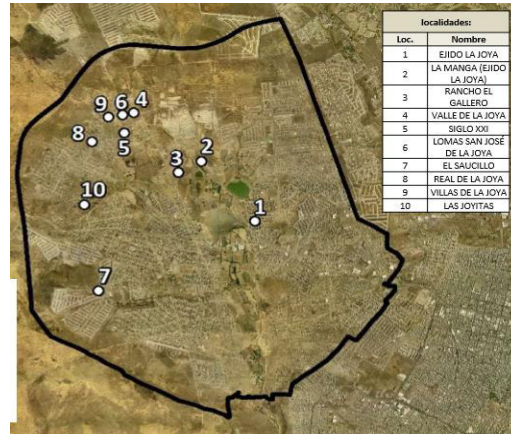 localidades:
Loc. Nombre
1 EJIDO LA JOYA
2 LA MANGA (EJIDO
LA JOYA)
3 RANCHO EL
GALLERO
4 VALLE DE LA JOYA
5 SIGLO XXI
6 LOMAS SAN JOSÉ
DE LA JOYA
7 EL SAUCILLO
8 REAL DE LA JOYA
9 VILLAS DE LA JOYA
10 LAS JOYITAS
9 6 4
8 5
3 2
10
1
7